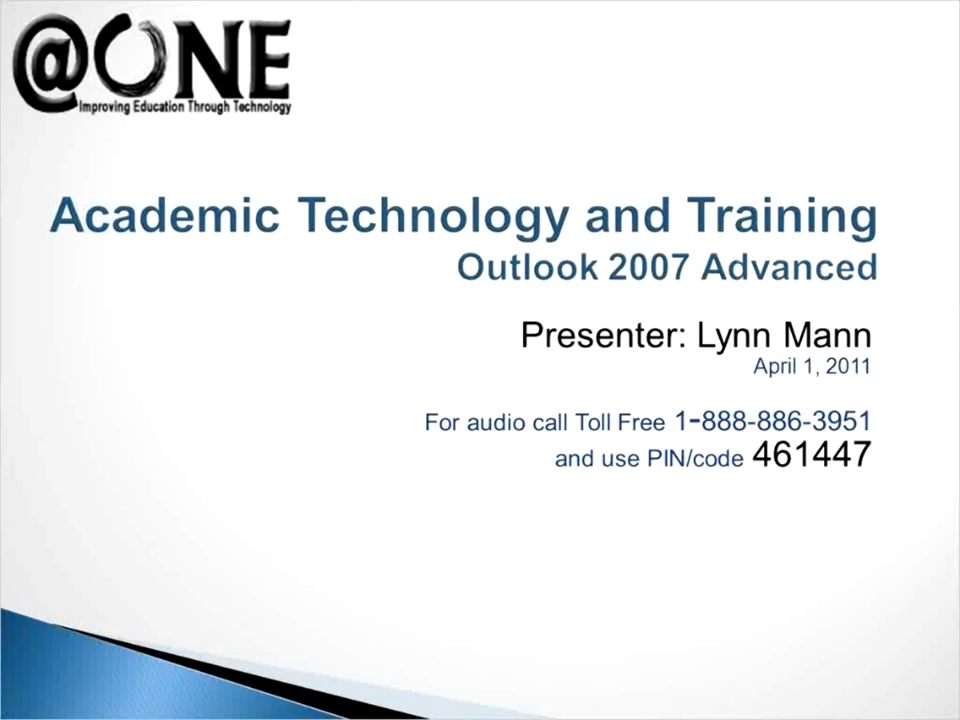 @ONE
Improving Education Through Technology
Academic Technology and Training
Outlook 2007 Advanced
Presenter: Lynn Mann
April 1, 2011
For audio call Toll Free 1-888-886-3951
and use PIN/code 461447